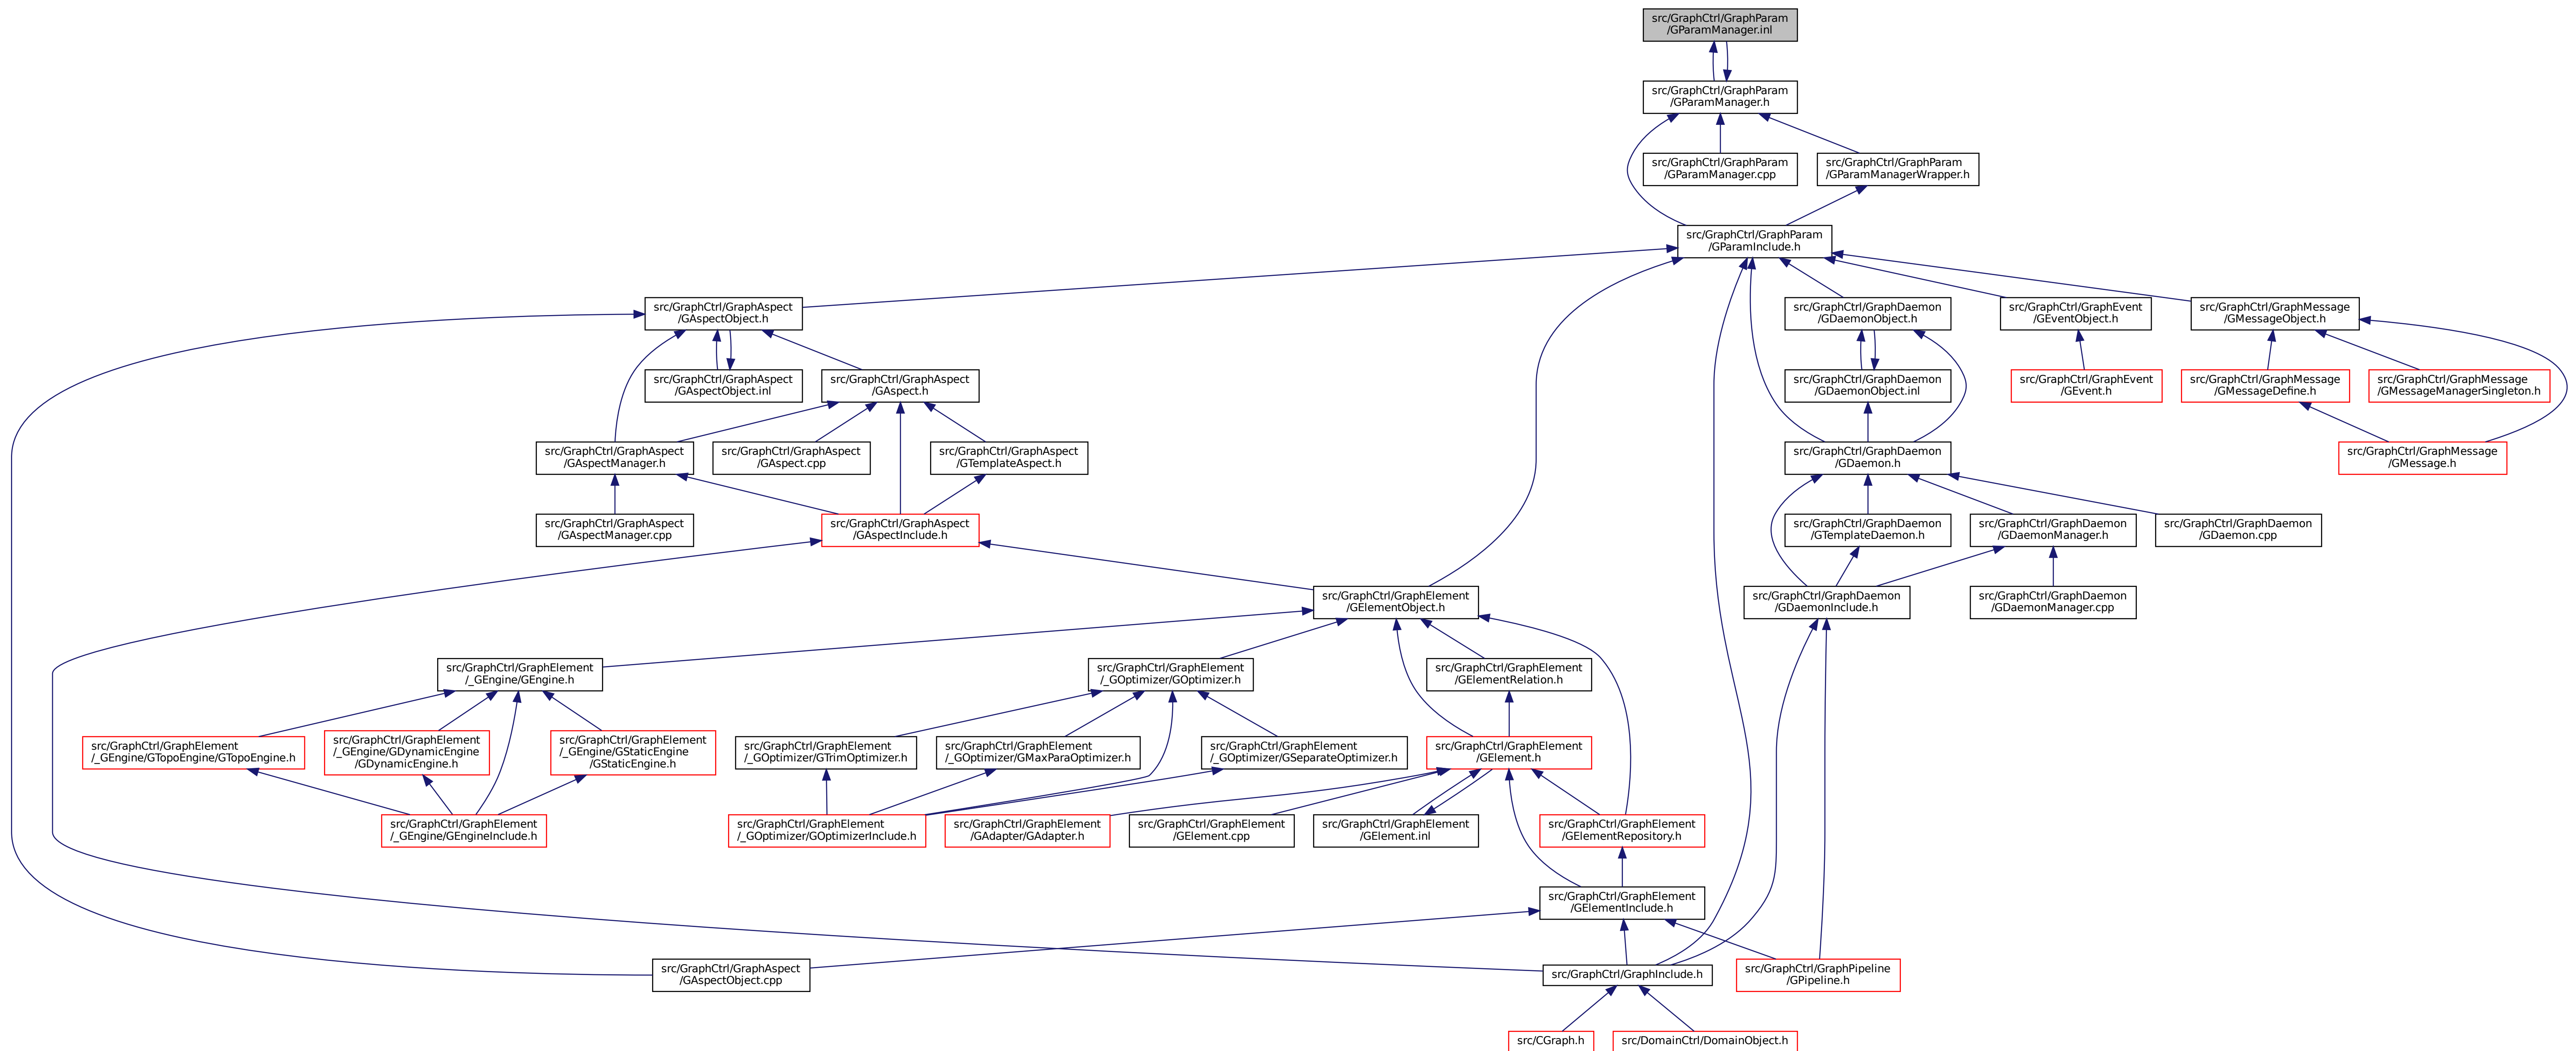 src/GraphCtrl/GraphParam
/GParamManager.inl
src/GraphCtrl/GraphParam
/GParamManager.h
src/GraphCtrl/GraphParam
/GParamManager.cpp
src/GraphCtrl/GraphParam
/GParamManagerWrapper.h
src/GraphCtrl/GraphParam
/GParamInclude.h
src/GraphCtrl/GraphAspect
/GAspectObject.h
src/GraphCtrl/GraphDaemon
/GDaemonObject.h
src/GraphCtrl/GraphEvent
/GEventObject.h
src/GraphCtrl/GraphMessage
/GMessageObject.h
src/GraphCtrl/GraphAspect
/GAspectObject.inl
src/GraphCtrl/GraphAspect
/GAspect.h
src/GraphCtrl/GraphDaemon
/GDaemonObject.inl
src/GraphCtrl/GraphEvent
/GEvent.h
src/GraphCtrl/GraphMessage
/GMessageDefine.h
src/GraphCtrl/GraphMessage
/GMessageManagerSingleton.h
src/GraphCtrl/GraphAspect
/GAspectManager.h
src/GraphCtrl/GraphAspect
/GAspect.cpp
src/GraphCtrl/GraphAspect
/GTemplateAspect.h
src/GraphCtrl/GraphDaemon
/GDaemon.h
src/GraphCtrl/GraphMessage
/GMessage.h
src/GraphCtrl/GraphAspect
/GAspectManager.cpp
src/GraphCtrl/GraphAspect
/GAspectInclude.h
src/GraphCtrl/GraphDaemon
/GTemplateDaemon.h
src/GraphCtrl/GraphDaemon
/GDaemonManager.h
src/GraphCtrl/GraphDaemon
/GDaemon.cpp
src/GraphCtrl/GraphElement
/GElementObject.h
src/GraphCtrl/GraphDaemon
/GDaemonInclude.h
src/GraphCtrl/GraphDaemon
/GDaemonManager.cpp
src/GraphCtrl/GraphElement
/_GEngine/GEngine.h
src/GraphCtrl/GraphElement
/_GOptimizer/GOptimizer.h
src/GraphCtrl/GraphElement
/GElementRelation.h
src/GraphCtrl/GraphElement
/_GEngine/GTopoEngine/GTopoEngine.h
src/GraphCtrl/GraphElement
/_GEngine/GDynamicEngine
/GDynamicEngine.h
src/GraphCtrl/GraphElement
/_GEngine/GStaticEngine
/GStaticEngine.h
src/GraphCtrl/GraphElement
/_GOptimizer/GTrimOptimizer.h
src/GraphCtrl/GraphElement
/_GOptimizer/GMaxParaOptimizer.h
src/GraphCtrl/GraphElement
/_GOptimizer/GSeparateOptimizer.h
src/GraphCtrl/GraphElement
/GElement.h
src/GraphCtrl/GraphElement
/_GEngine/GEngineInclude.h
src/GraphCtrl/GraphElement
/_GOptimizer/GOptimizerInclude.h
src/GraphCtrl/GraphElement
/GAdapter/GAdapter.h
src/GraphCtrl/GraphElement
/GElement.cpp
src/GraphCtrl/GraphElement
/GElement.inl
src/GraphCtrl/GraphElement
/GElementRepository.h
src/GraphCtrl/GraphElement
/GElementInclude.h
src/GraphCtrl/GraphAspect
/GAspectObject.cpp
src/GraphCtrl/GraphInclude.h
src/GraphCtrl/GraphPipeline
/GPipeline.h
src/CGraph.h
src/DomainCtrl/DomainObject.h